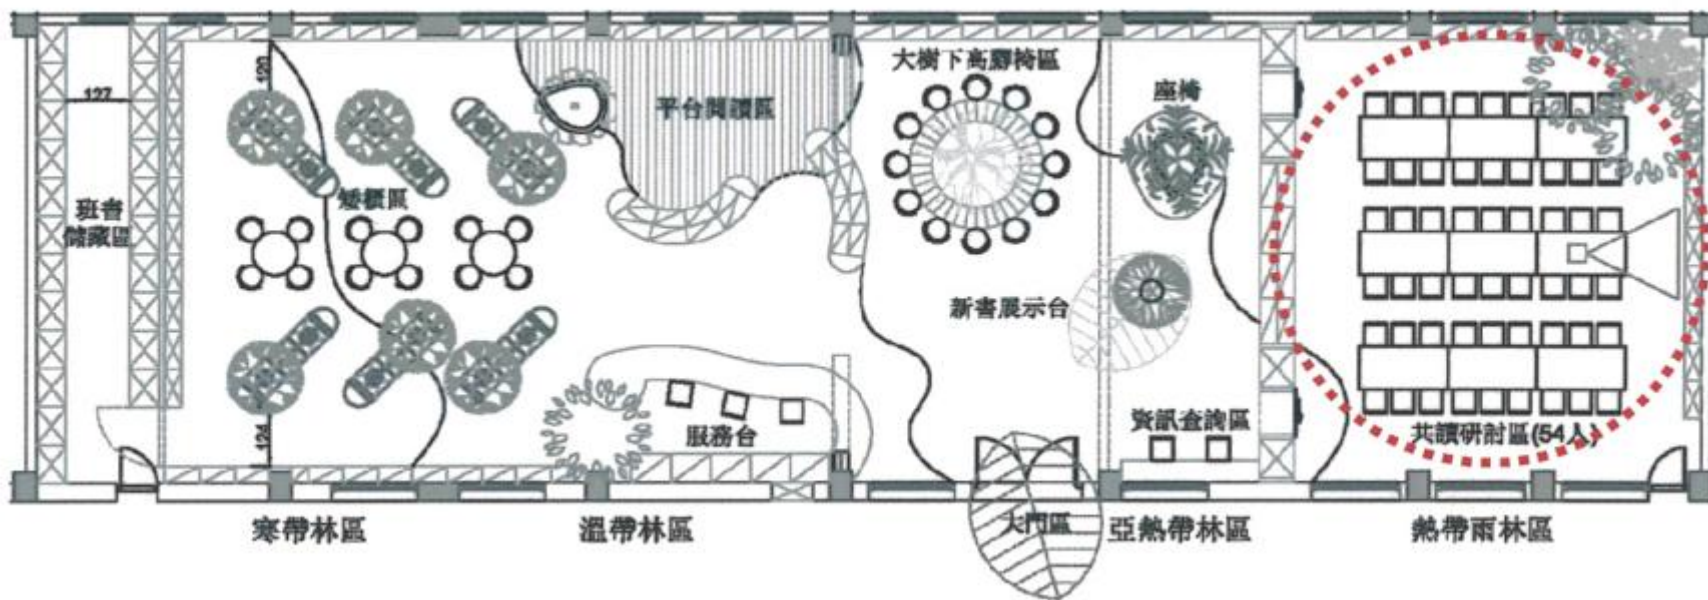 127
班書
儲藏區
120
124
矮櫃區
平台閱讀區
大樹下高腳椅區
座椅
新書展示台
服務台
資訊查詢區
共讀研討區(54人)
大門區
寒帶林區
溫帶林區
亞熱帶林區
熱帶雨林區